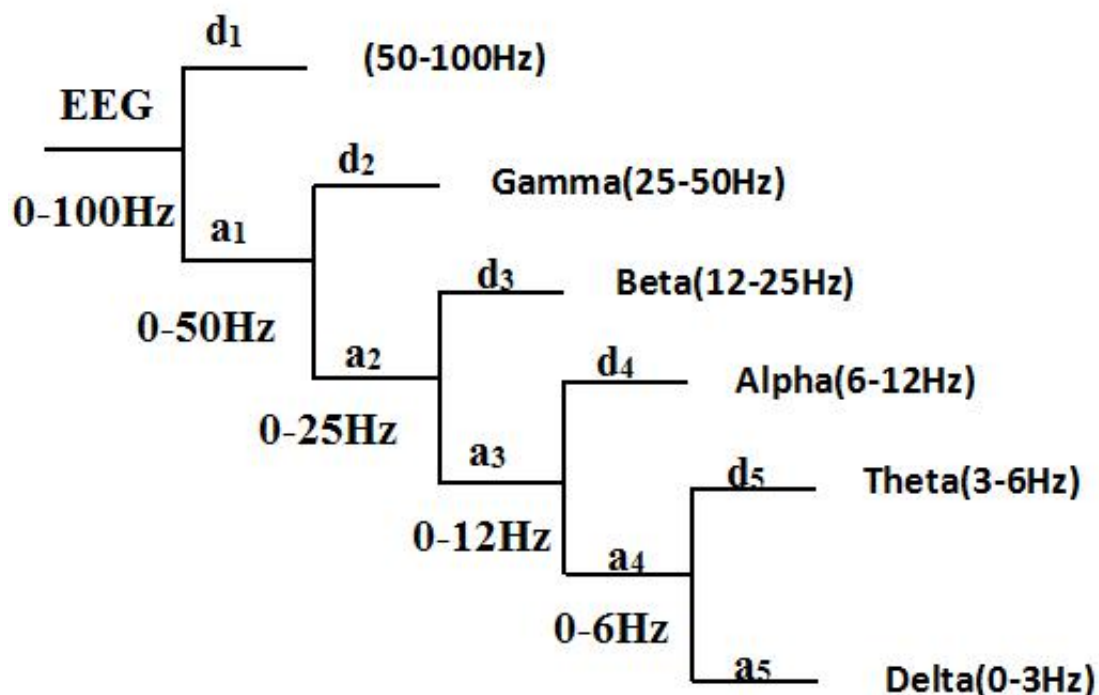 d1
(50-100Hz)
EEG
0-100Hz
d2
Gamma(25-50Hz)
a1
0-50Hz
d3
Beta(12-25Hz)
a2
0-25Hz
d4
Alpha(6-12Hz)
a3
0-12Hz
d5
Theta(3-6Hz)
a4
0-6Hz
a5
Delta(0-3Hz)